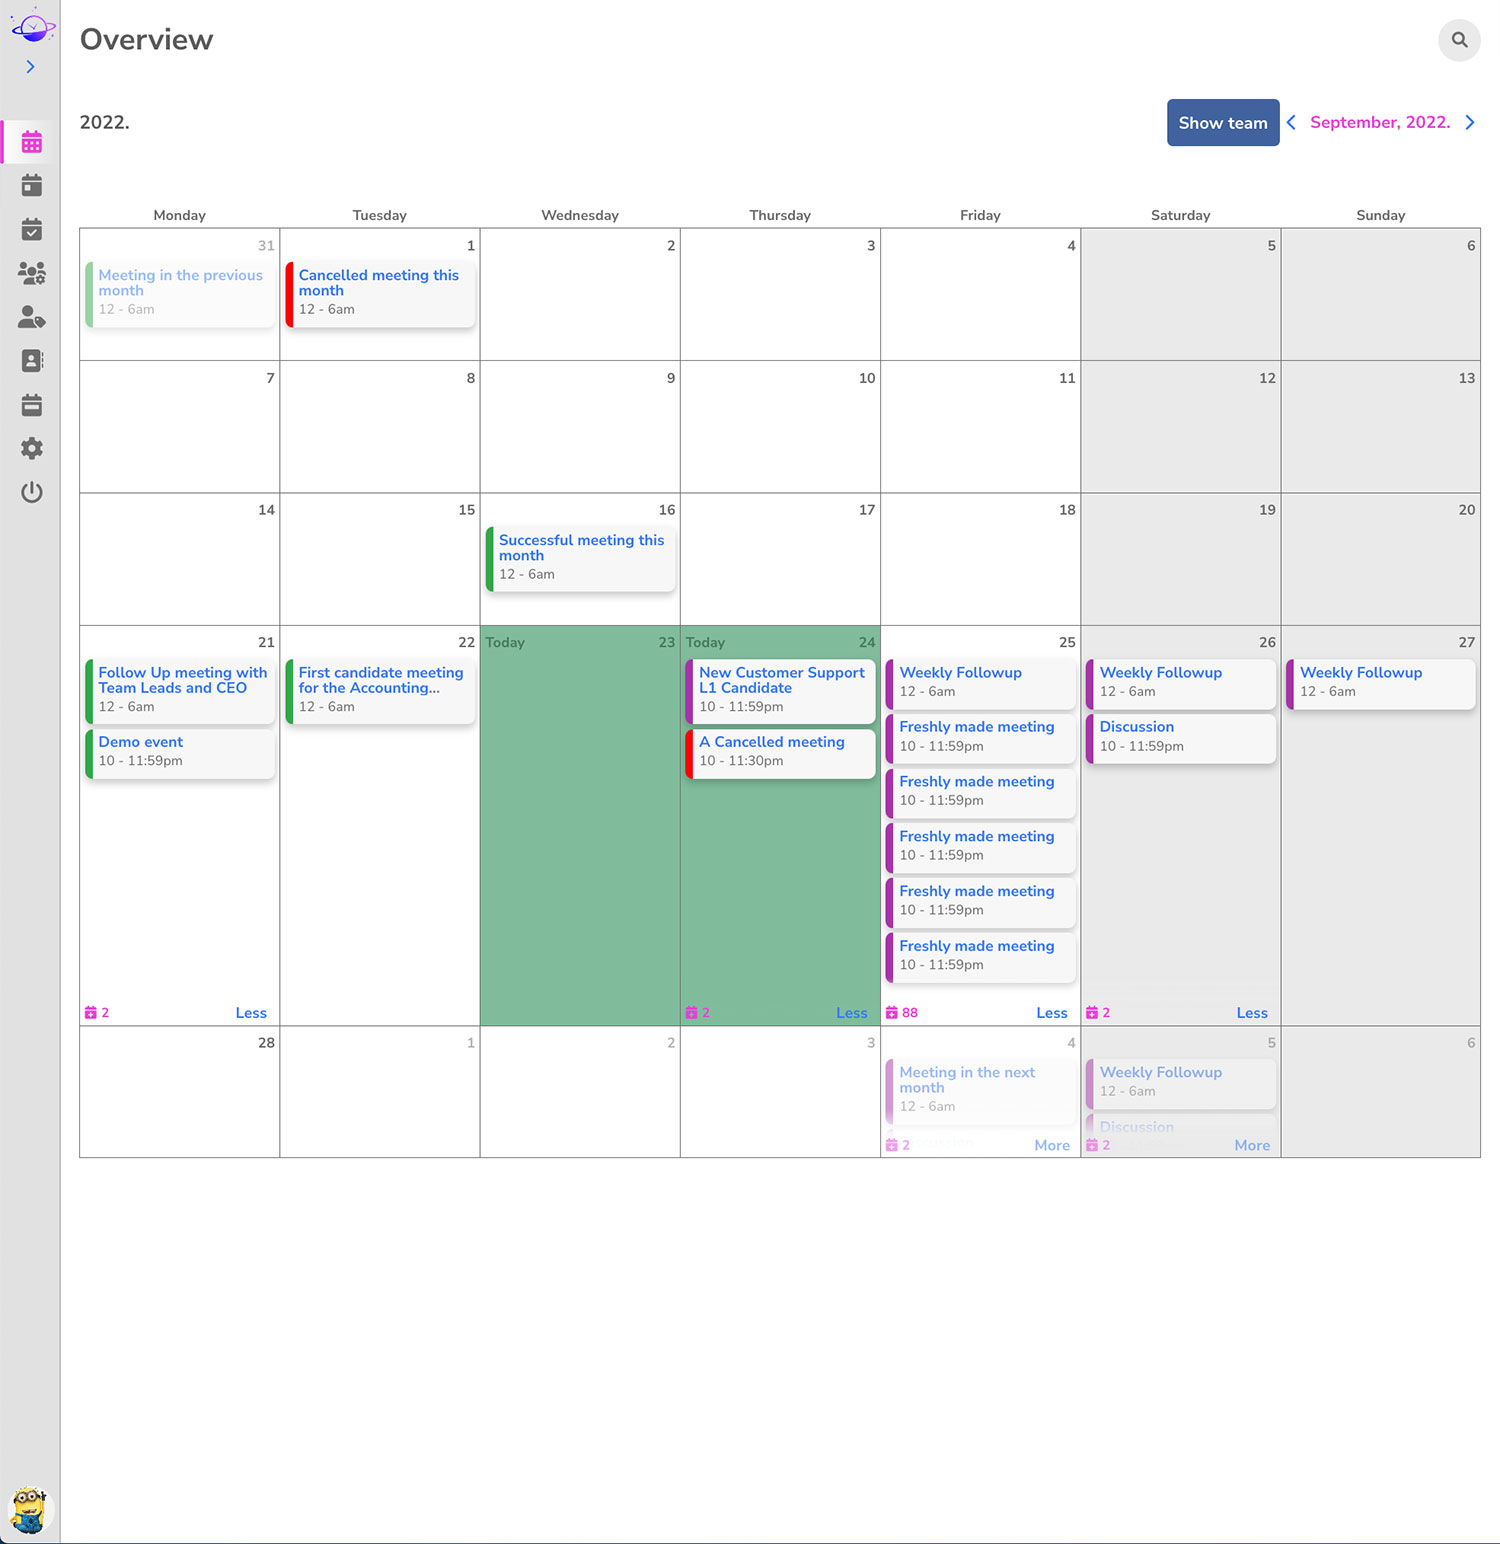 Overview
2022.
Show team
September, 2022.
Monday Tuesday Wednesday Thursday Friday Saturday Sunday
31 1 2 3 4 5 6
Meeting in the previous
month
12 - 6am
Cancelled meeting this
month
12 - 6am
7 8 9 10 11 12 13
14 15 16 17 18 19 20
Successful meeting this
month
12 - 6am
21
Follow Up meeting with
Team Leads and CEO
12 - 6am
Demo event
10 - 11:59pm
2 Less
22
First candidate meeting
for the Accounting...
12 - 6am
Today 23
Today 24
New Customer Support
L1 Candidate
10 - 11:59pm
A Cancelled meeting
10 - 11:30pm
2 Less
25
Weekly Followup
12 - 6am
Freshly made meeting
10 - 11:59pm
Freshly made meeting
10 - 11:59pm
Freshly made meeting
10 - 11:59pm
Freshly made meeting
10 - 11:59pm
Freshly made meeting
10 - 11:59pm
88 Less
26
Weekly Followup
12 - 6am
Discussion
10 - 11:59pm
2 Less
27
Weekly Followup
12 - 6am
28 1 2 3 4 5 6
Meeting in the next
month
12 - 6am
2 More
Weekly Followup
12 - 6am
Discussion
2 More